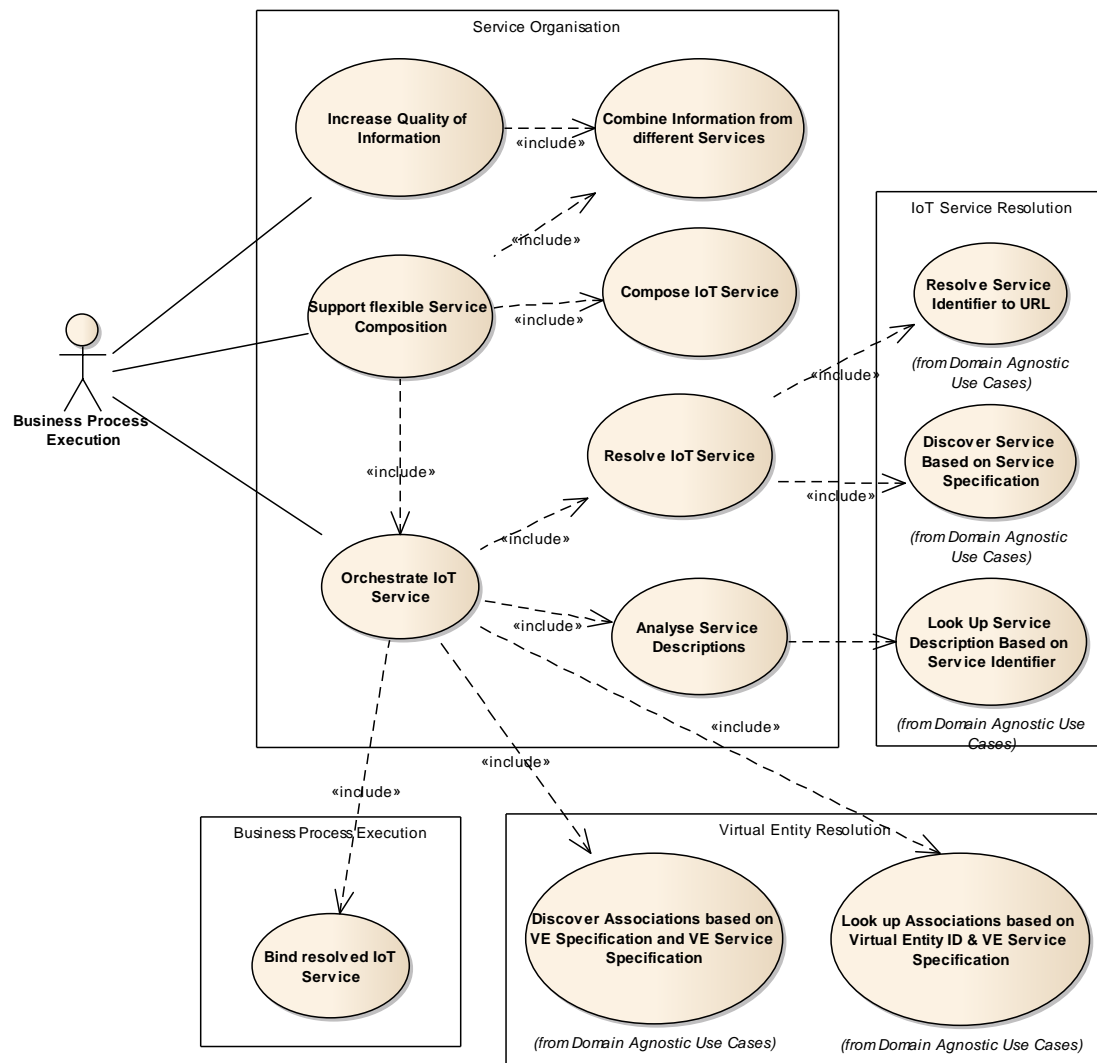 Service Organisation
Increase Quality of
Information
«include»
Combine Information from
different Services
«include»
IoT Service Resolution
Support flexible Service
Composition
«include»
Compose IoT Service
Resolve Service
Identifier to URL
(from Domain Agnostic
Use Cases)
«include»
Business Process
Execution
«include»
Resolve IoT Service
«include»
Discover Service
Based on Service
Specification
(from Domain Agnostic
Use Cases)
«include»
Orchestrate IoT
Service
«include»
Analyse Service
Descriptions
Look Up Service
Description Based on
Service Identifier
(from Domain Agnostic Use
Cases)
«include»
«include»
«include»
Business Process Execution
Virtual Entity Resolution
Bind resolved IoT
Service
Discover Associations based on
VE Specification and VE Service
Specification
(from Domain Agnostic Use Cases)
Look up Associations based on
Virtual Entity ID & VE Service
Specification
(from Domain Agnostic Use Cases)